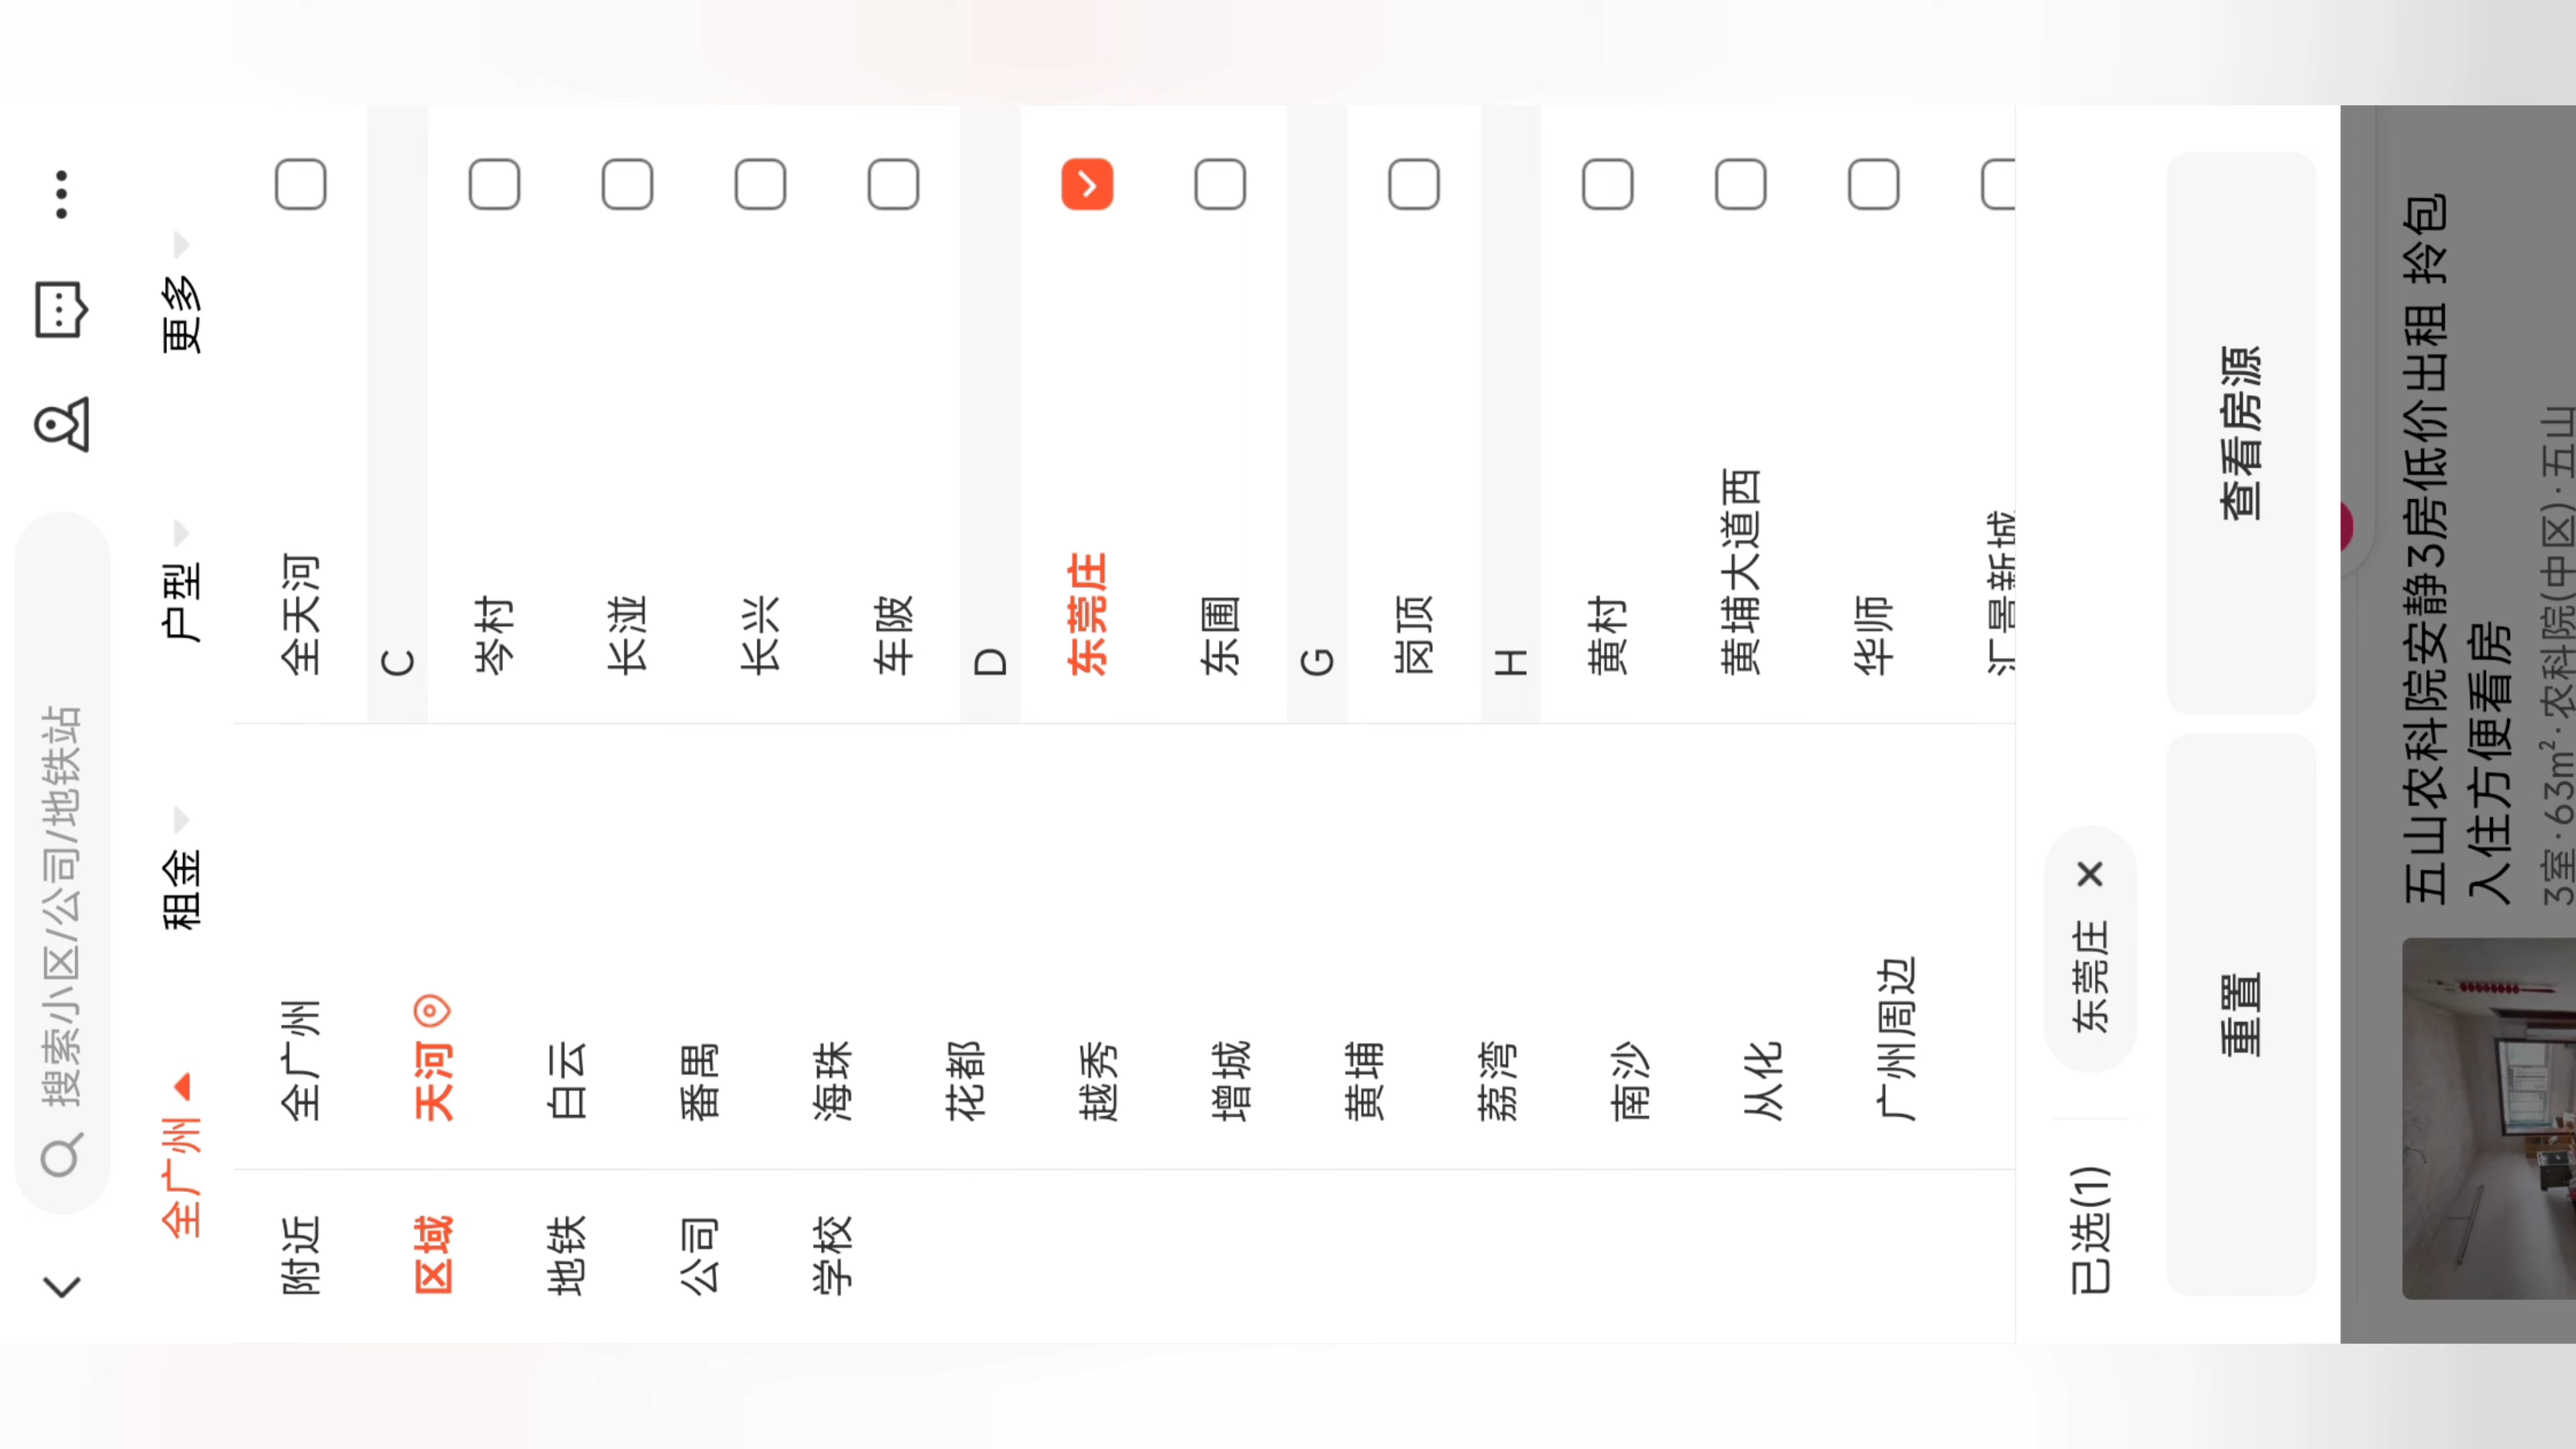 搜索小区/公司/地铁站
全广州
租金
户型
更多
附近
区域
地铁
公司
学校
全广州
天河
白云
番禺
海珠
花都
越秀
增城
黄埔
荔湾
南沙
从化
广州周边
全天河
C
岑村
长湴
长兴
车陂
D
东莞庄
东圃
G
岗顶
H
黄村
黄埔大道西
华师
汇景新城
已选(1)
东莞庄
重置
查看房源
五山农科院安静3房低价出租 拎包
入住方便看房
3室·63m²·农科院(中区)·五山